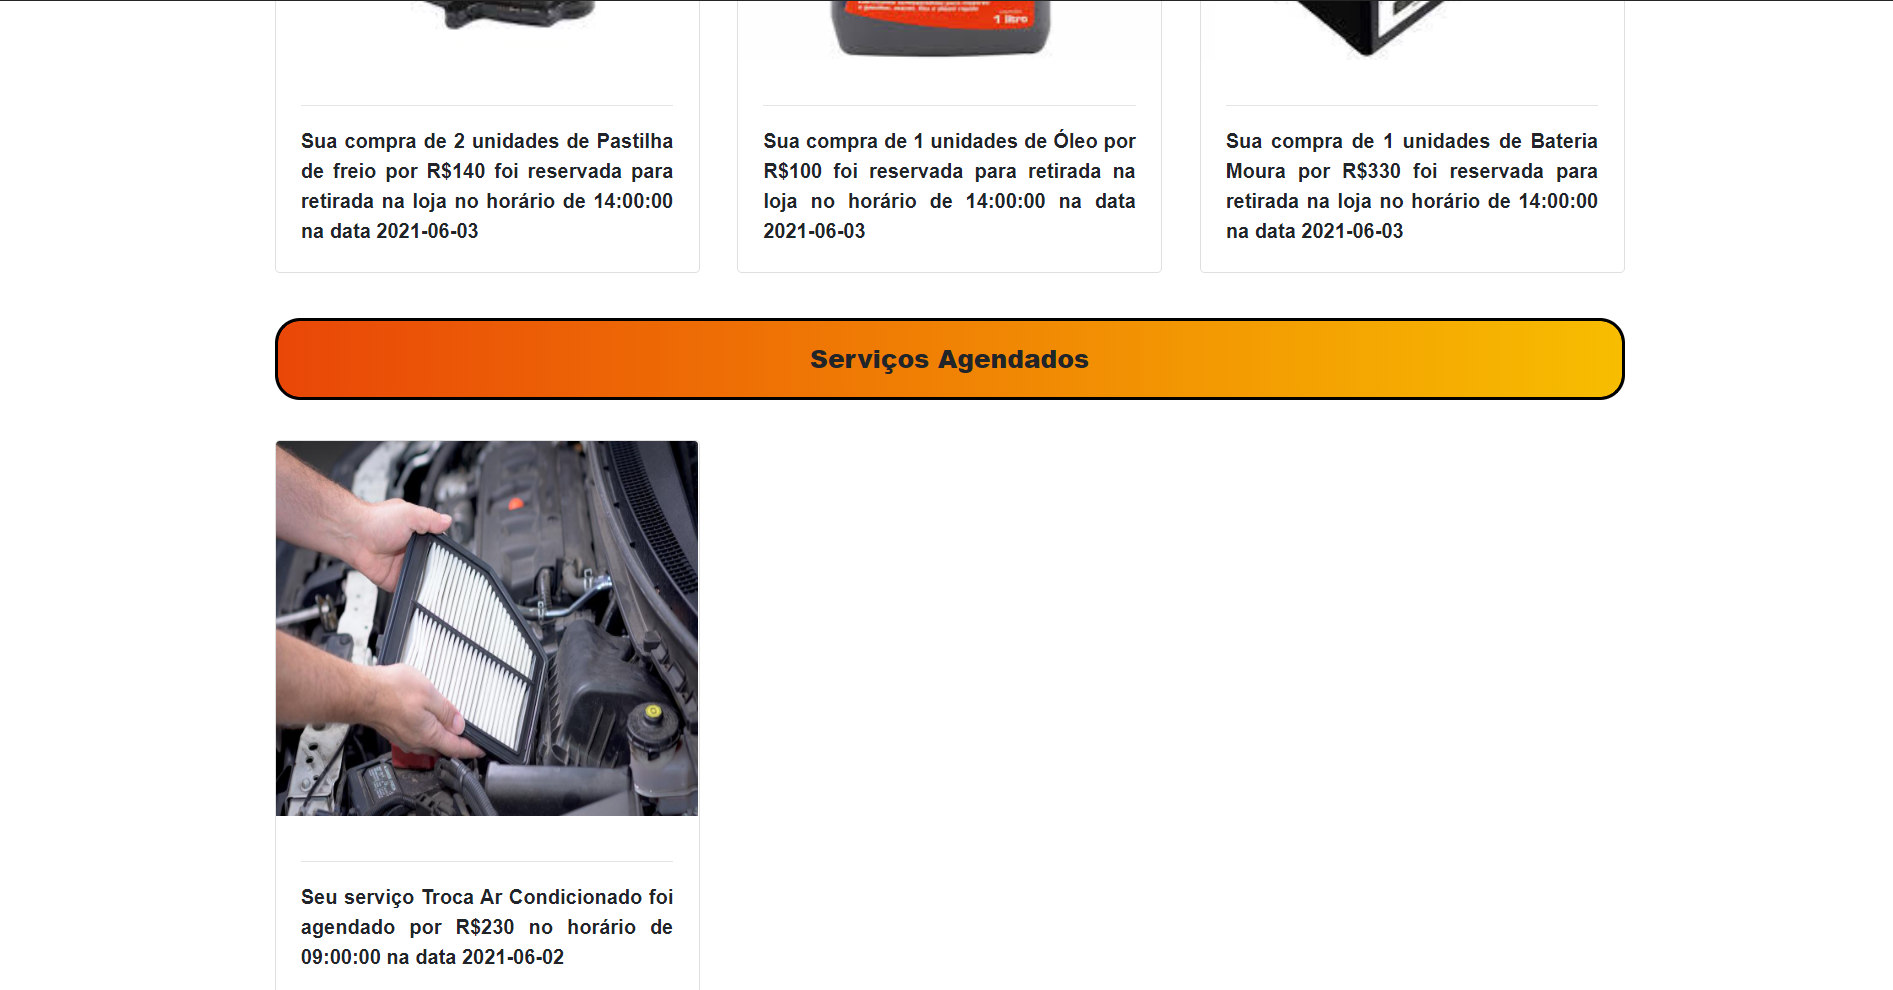 1 litro
Sua compra de 2 unidades de Pastilha
de freio por R$140 foi reservada para
retirada na loja no horário de 14:00:00
na data 2021-06-03
Sua compra de 1 unidades de Óleo por
R$100 foi reservada para retirada na
loja no horário de 14:00:00 na data
2021-06-03
Sua compra de 1 unidades de Bateria
Moura por R$330 foi reservada para
retirada na loja no horário de 14:00:00
na data 2021-06-03
Serviços Agendados
Seu serviço Troca Ar Condicionado foi
agendado por R$230 no horário de
09:00:00 na data 2021-06-02